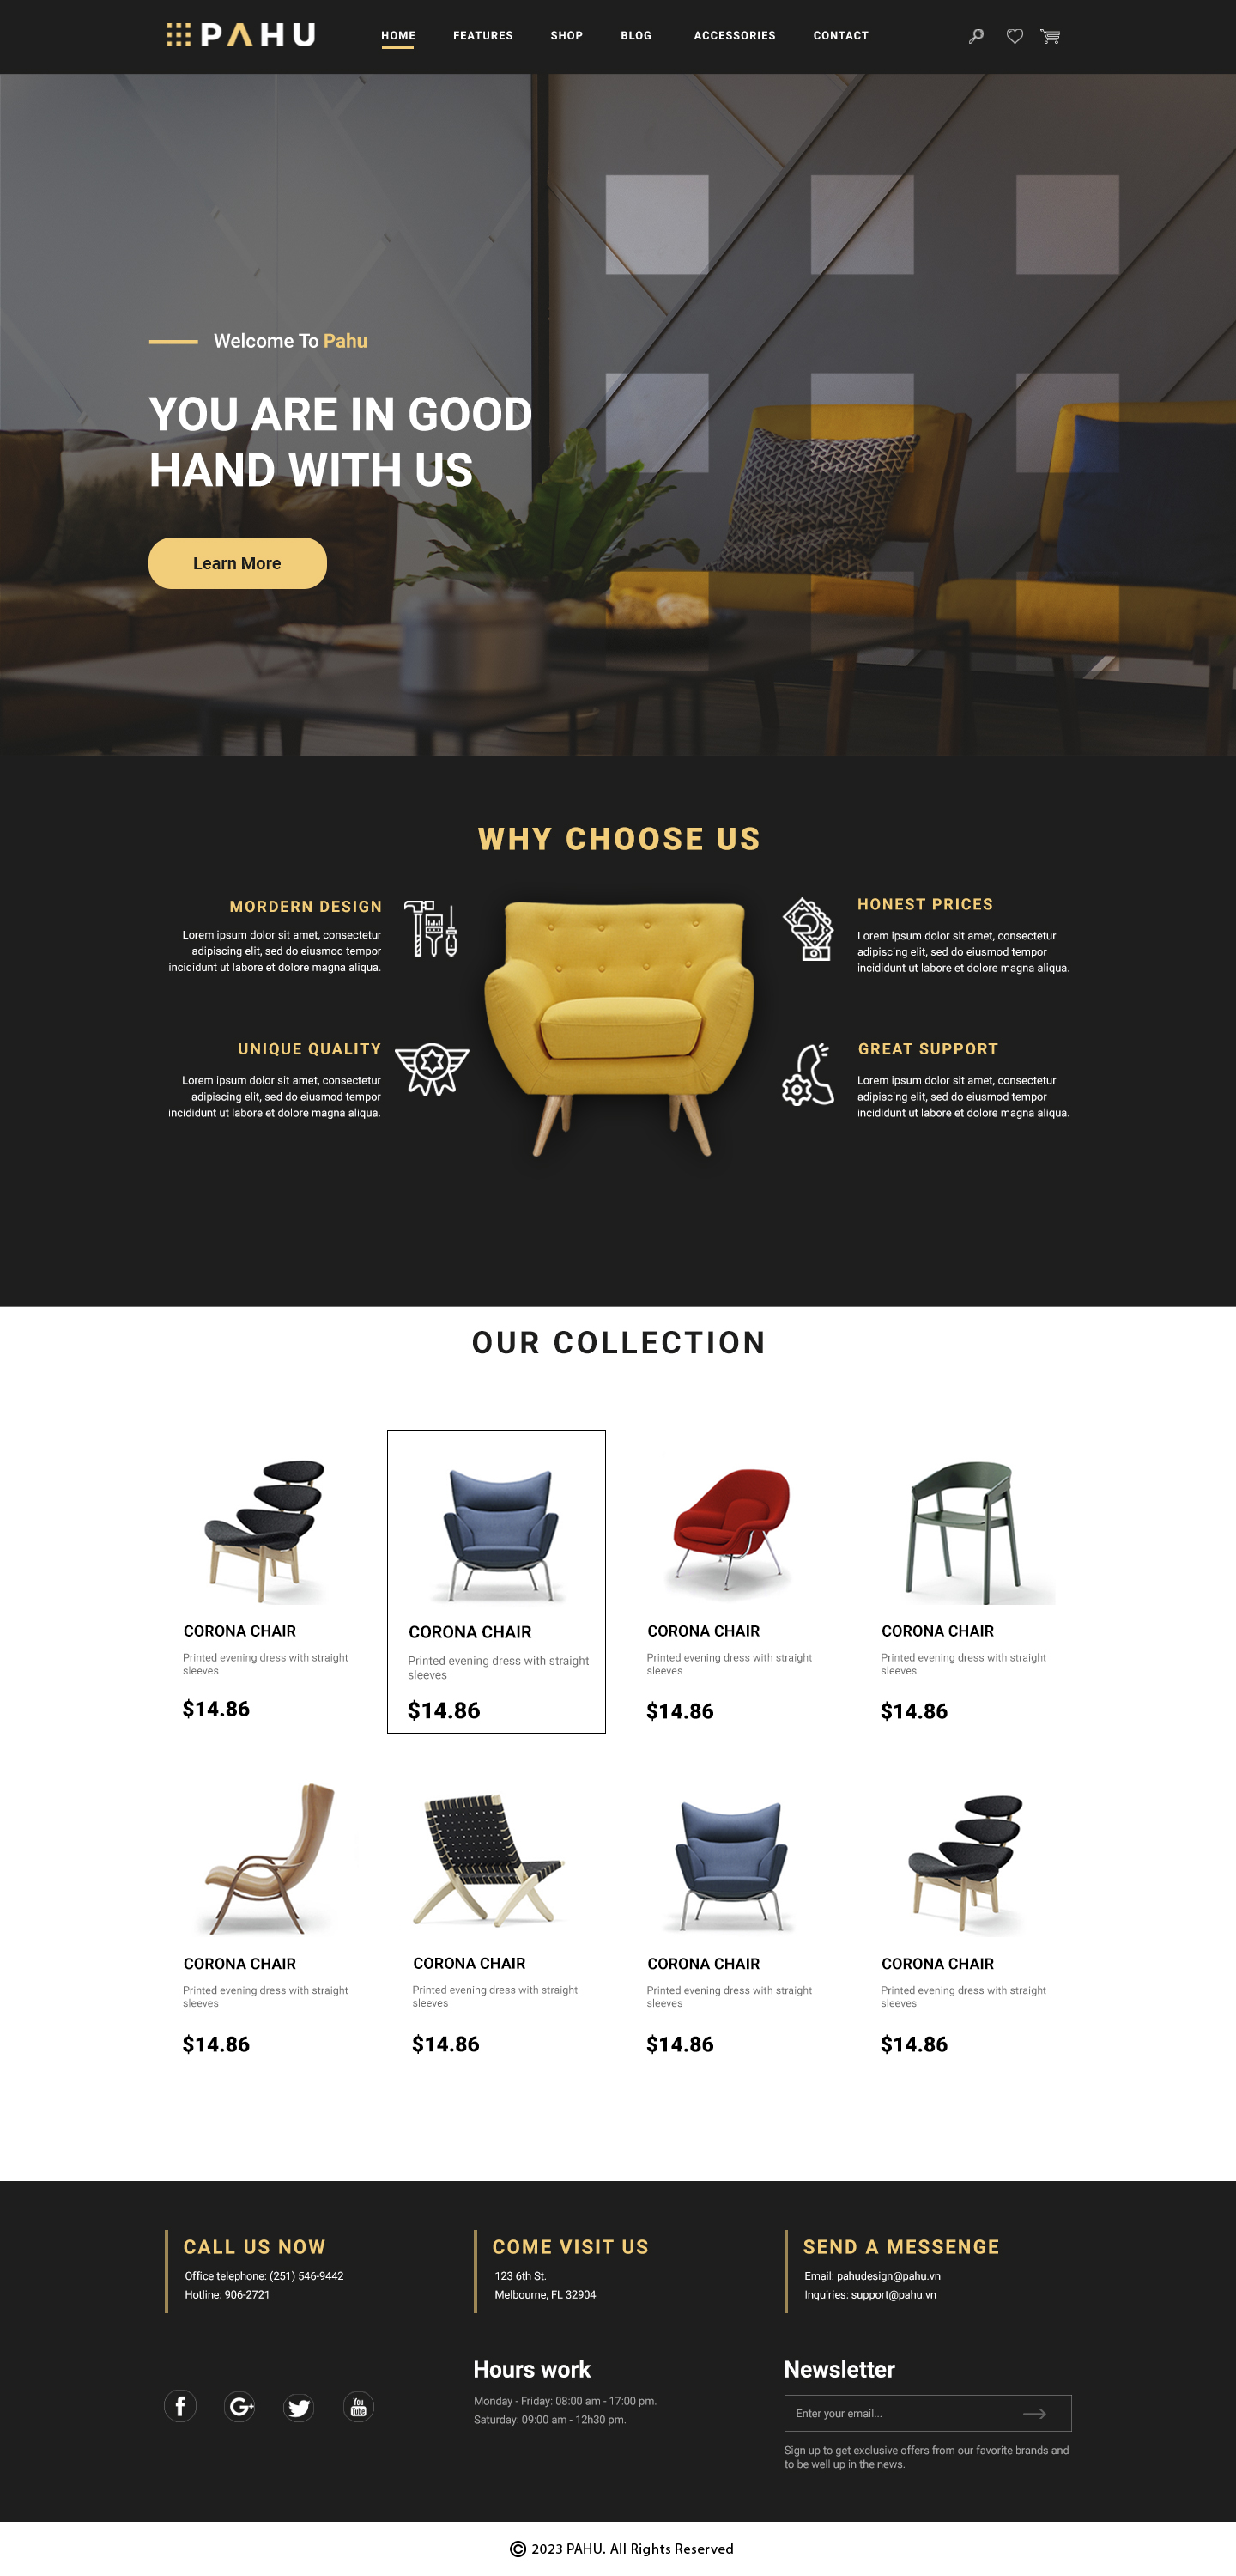 PAHU
HOME FEATURES SHOP BLOG ACCESSORIES CONTACT
Welcome To Pahu
YOU ARE IN GOOD
HAND WITH US
Learn More
WHY CHOOSE US
MORDERN DESIGN
Lorem ipsum dolor sit amet, consectetur
adipiscing elit, sed do eiusmod tempor
incididunt ut labore et dolore magna aliqua.
HONEST PRICES
Lorem ipsum dolor sit amet, consectetur
adipiscing elit, sed do eiusmod tempor
incididunt ut labore et dolore magna aliqua.
UNIQUE QUALITY
Lorem ipsum dolor sit amet, consectetur
adipiscing elit, sed do eiusmod tempor
incididunt ut labore et dolore magna aliqua.
GREAT SUPPORT
Lorem ipsum dolor sit amet, consectetur
adipiscing elit, sed do eiusmod tempor
incididunt ut labore et dolore magna aliqua.
OUR COLLECTION
CORONA CHAIR
Printed evening dress with straight
sleeves
$14.86
CORONA CHAIR
Printed evening dress with straight
sleeves
$14.86
CORONA CHAIR
Printed evening dress with straight
sleeves
$14.86
CORONA CHAIR
Printed evening dress with straight
sleeves
$14.86
CORONA CHAIR
Printed evening dress with straight
sleeves
$14.86
CORONA CHAIR
Printed evening dress with straight
sleeves
$14.86
CORONA CHAIR
Printed evening dress with straight
sleeves
$14.86
CORONA CHAIR
Printed evening dress with straight
sleeves
$14.86
CALL US NOW
Office telephone: (251) 546-9442
Hotline: 906-2721
COME VISIT US
123 6th St.
Melbourne, FL 32904
SEND A MESSENGE
Email: pahudesign@pahu.vn
Inquiries: support@pahu.vn
f
G+
You
Tube
Hours work
Monday - Friday: 08:00 am - 17:00 pm.
Saturday: 09:00 am - 12h30 pm.
Newsletter
Enter your email...
Sign up to get exclusive offers from our favorite brands and
to be well up in the news.
© 2023 PAHU. All Rights Reserved